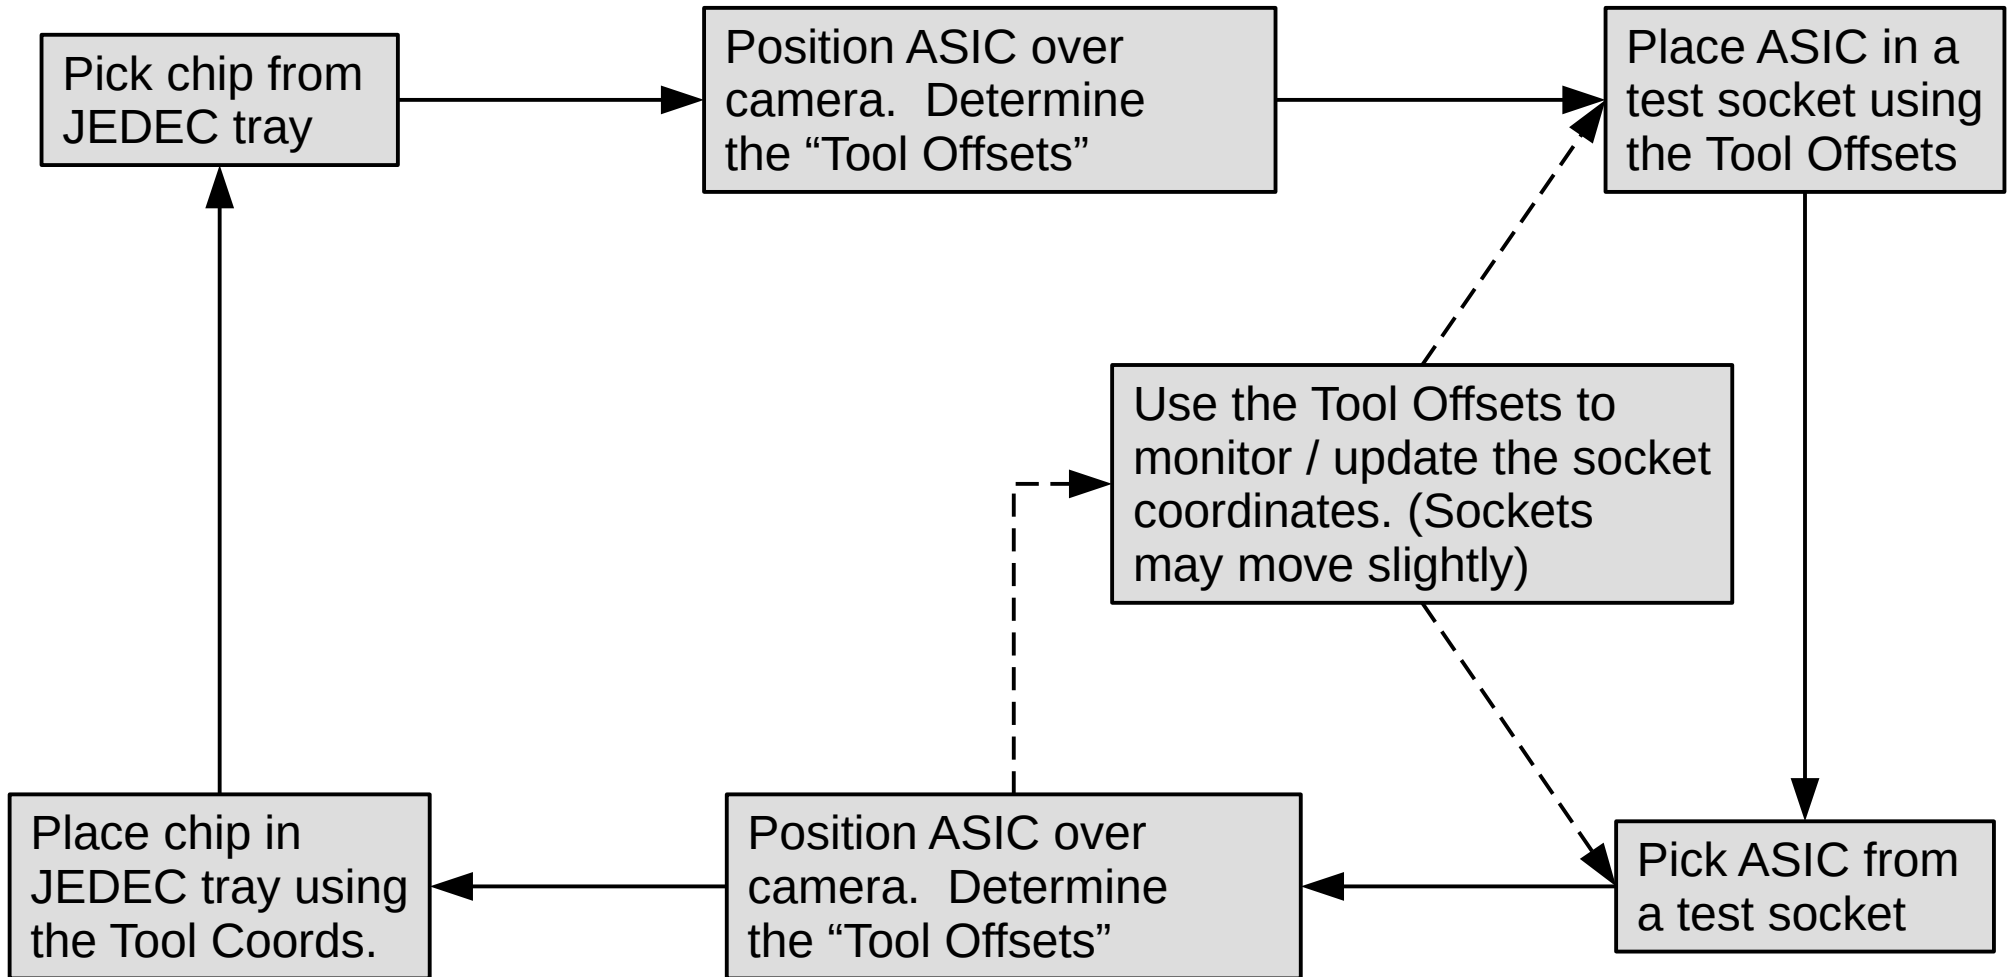 Pick chip from
JEDEC tray
Position ASIC over
camera.  Determine
the “Tool Offsets”
Place ASIC in a
test socket using
the Tool Offsets
Use the Tool Offsets to
monitor / update the socket
coordinates. (Sockets
may move slightly)
Place chip in
JEDEC tray using
the Tool Coords.
Position ASIC over
camera.  Determine
the “Tool Offsets”
Pick ASIC from
a test socket